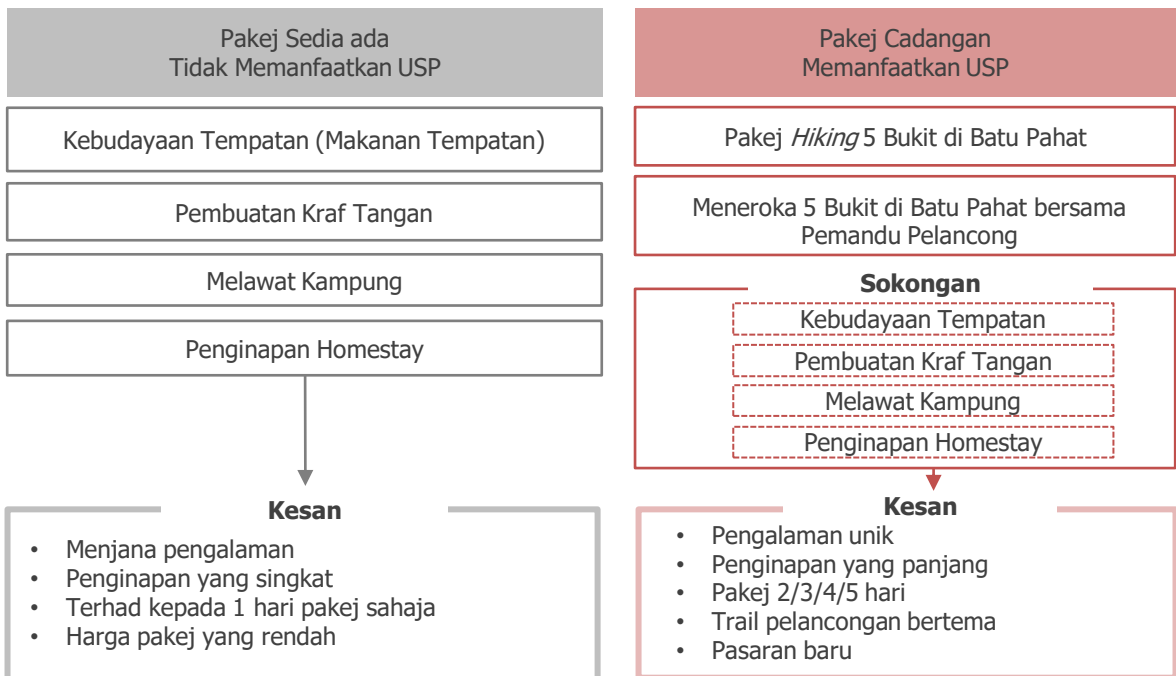 Pakej Sedia ada
Tidak Memanfaatkan USP
Kebudayaan Tempatan (Makanan Tempatan)
Pembuatan Kraf Tangan
Melawat Kampung
Penginapan Homestay
Kesan
• Menjana pengalaman
• Penginapan yang singkat
• Terhad kepada 1 hari pakej sahaja
• Harga pakej yang rendah
Pakej Cadangan
Memanfaatkan USP
Pakej Hiking 5 Bukit di Batu Pahat
Meneroka 5 Bukit di Batu Pahat bersama
Pemandu Pelancong
Sokongan
Kebudayaan Tempatan
Pembuatan Kraf Tangan
Melawat Kampung
Penginapan Homestay
Kesan
• Pengalaman unik
• Penginapan yang panjang
• Pakej 2/3/4/5 hari
• Trail pelancongan bertema
• Pasaran baru